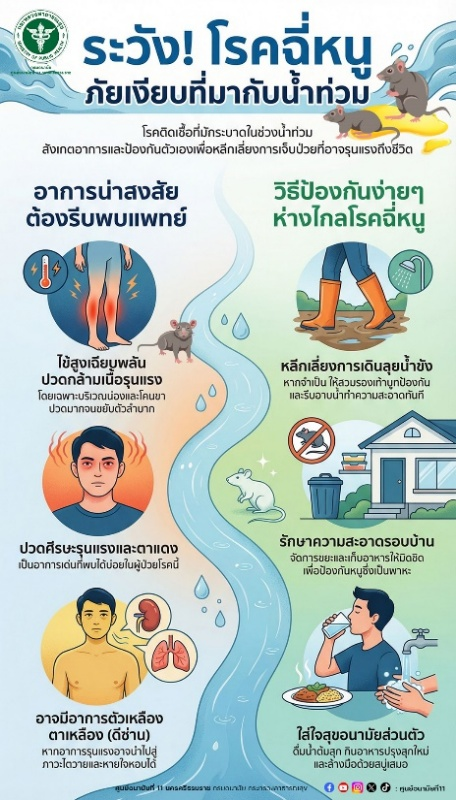 ระวัง! โรคฉี่หนู
ภัยเงียบที่มากับน้ำท่วม
โรคติดเชื้อที่มักระบาดในช่วงน้ำท่วม
สังเกตอาการและป้องกันตัวเองเพื่อหลีกเลี่ยงการเจ็บป่วยที่อาจรุนแรงถึงชีวิต
อาการน่าสงสัย
ต้องรีบพบแพทย์
ไข้สูงเฉียบพลัน
ปวดกล้ามเนื้อรุนแรง
โดยเฉพาะบริเวณน่องและโคนขา
ปวดมากจนขยับตัวลำบาก
ปวดศีรษะรุนแรงและตาแดง
เป็นอาการเด่นที่พบได้บ่อยในผู้ป่วยโรคนี้
อาจมีอาการตัวเหลือง
ตาเหลือง (ดีซ่าน)
หากอาการรุนแรงอาจนำไปสู่
ภาวะไตวายและหายใจหอบได้
วิธีป้องกันง่ายๆ
ห่างไกลโรคฉี่หนู
หลีกเลี่ยงการเดินลุยน้ำขัง
หากจำเป็น ให้สวมรองเท้าบูทป้องกัน
และรีบอาบน้ำทำความสะอาดทันที
รักษาความสะอาดรอบบ้าน
จัดการขยะและเก็บอาหารให้มิดชิด
เพื่อป้องกันหนูซึ่งเป็นพาหะ
ใส่ใจสุขอนามัยส่วนตัว
ดื่มน้ำต้มสุก กินอาหารปรุงสุกใหม่
และล้างมือด้วยสบู่เสมอ
ศูนย์อนามัยที่ 11 นครศรีธรรมราช กรมอนามัย กระทรวงสาธารณสุข
: ศูนย์อนามัยที่11